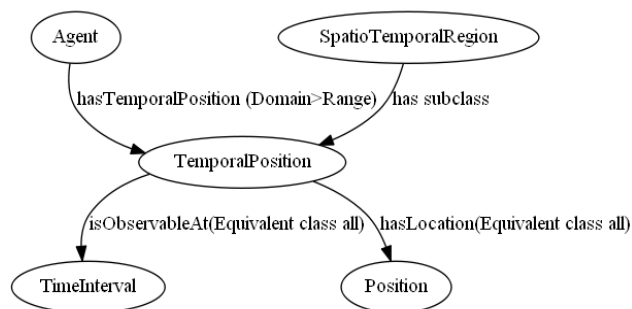 Agent
SpatioTemporalRegion
hasTemporalPosition (Domain>Range)
has subclass
TemporalPosition
isObservableAt(Equivalent class all)
hasLocation(Equivalent class all)
TimeInterval
Position